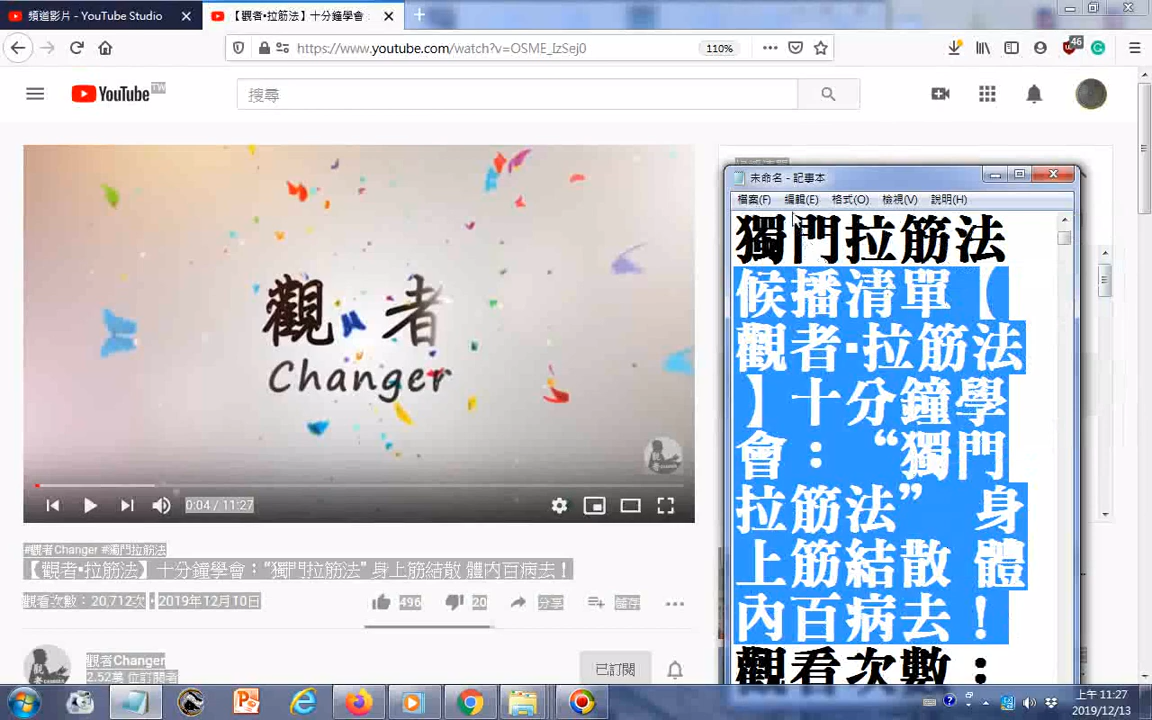 頻道影片 - YouTube Studio
【觀者▪拉筋法】十分鐘學會：
https://www.youtube.com/watch?v=OSME_IzSej0
110%
46
YouTube TW
搜尋
觀者
Changer
0:04 / 11:27
#觀者Changer #獨門拉筋法
【觀者▪拉筋法】十分鐘學會：“獨門拉筋法” 身上筋結散 體內百病去！
觀看次數：20,712次 • 2019年12月10日
496
20
分享
儲存
觀者Changer
2.52萬 位訂閱者
已訂閱
未命名 - 記事本
檔案(F) 編輯(E) 格式(O) 檢視(V) 說明(H)
獨門拉筋法
候播清單【
觀者▪拉筋法
】十分鐘學
會：“獨門
拉筋法” 身
上筋結散 體
內百病去！
觀看次數：
上午 11:27
2019/12/13